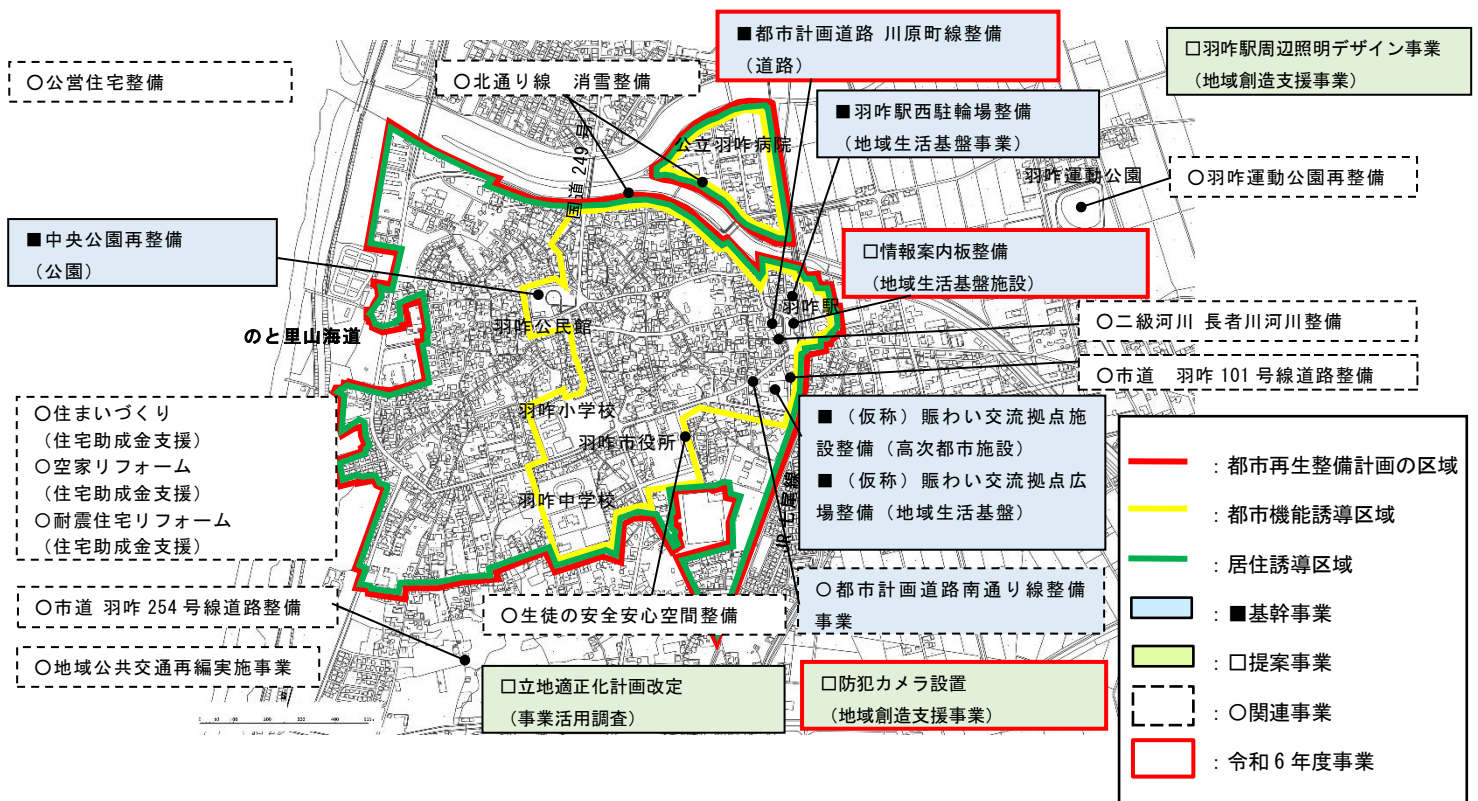 ■都市計画道路 川原町線整備
（道路）
□羽咋駅周辺照明デザイン事業
（地域創造支援事業）
○公営住宅整備
○北通り線 消雪整備
■羽咋駅西駐輪場整備
（地域生活基盤事業）
国道 249 号
公立羽咋病院
羽咋運動公園
○羽咋運動公園再整備
■中央公園再整備
（公園）
□情報案内板整備
（地域生活基盤施設）
羽咋駅
羽咋公民館
のと里山海道
○二級河川 長者川河川整備
○市道 羽咋 101 号線道路整備
○住まいづくり
（住宅助成金支援）
○空家リフォーム
（住宅助成金支援）
○耐震住宅リフォーム
（住宅助成金支援）
羽咋小学校
羽咋市役所
羽咋中学校
JR七尾線
■（仮称）賑わい交流拠点施
設整備（高次都市施設）
■（仮称）賑わい交流拠点広
場整備（地域生活基盤）
○都市計画道路南通り線整備
事業
○市道 羽咋 254 号線道路整備
○生徒の安全安心空間整備
○地域公共交通再編実施事業
□立地適正化計画改定
（事業活用調査）
□防犯カメラ設置
（地域創造支援事業）
：都市再生整備計画の区域
：都市機能誘導区域
：居住誘導区域
：■基幹事業
：□提案事業
：○関連事業
：令和６年度事業